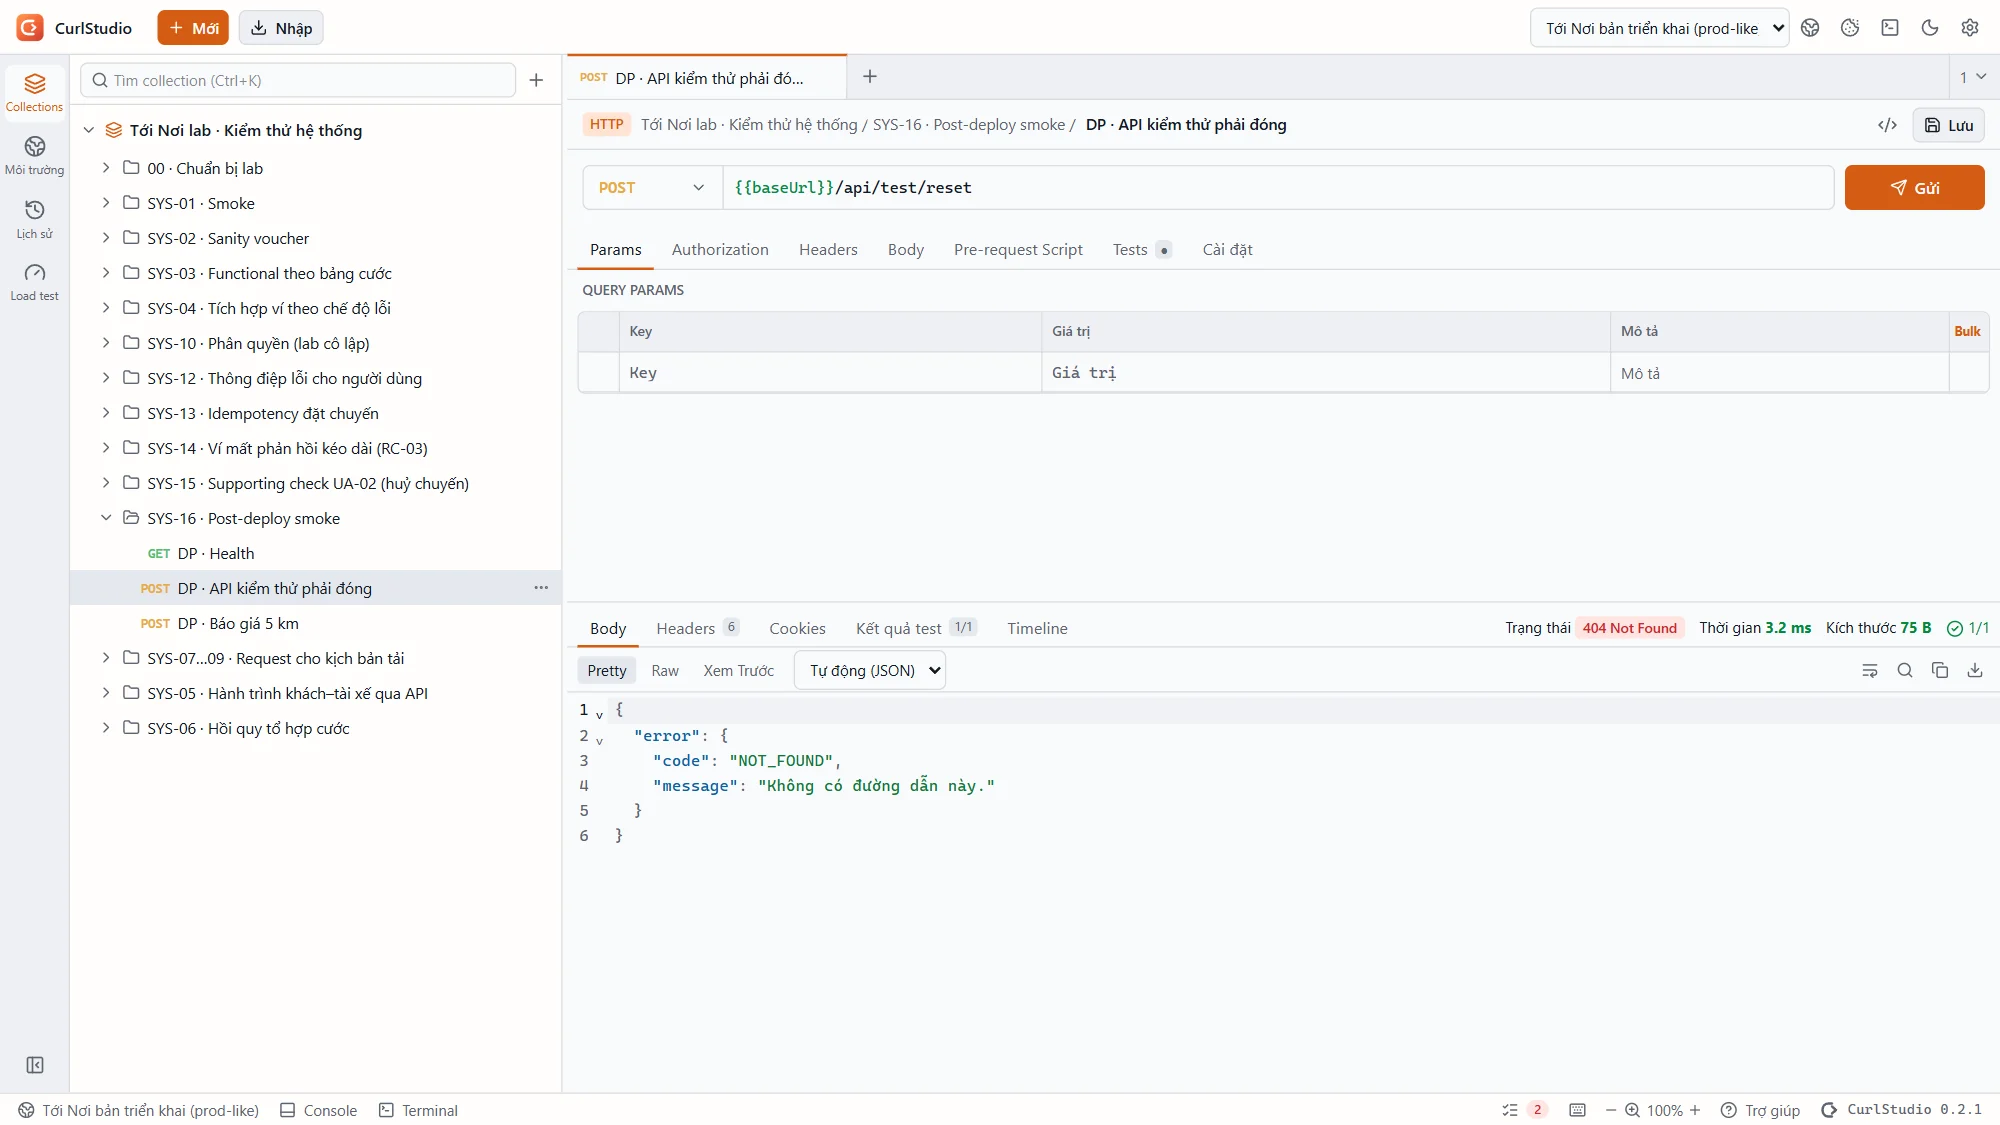 CurlStudio
Mới
Nhập
Tới Nơi bản triển khai (prod-like
Collections
Môi trường
Lịch sử
Load test
Tìm collection (Ctrl+K)
Tới Nơi lab · Kiểm thử hệ thống
00 · Chuẩn bị lab
SYS-01 · Smoke
SYS-02 · Sanity voucher
SYS-03 · Functional theo bảng cước
SYS-04 · Tích hợp ví theo chế độ lỗi
SYS-10 · Phân quyền (lab cô lập)
SYS-12 · Thông điệp lỗi cho người dùng
SYS-13 · Idempotency đặt chuyến
SYS-14 · Ví mất phản hồi kéo dài (RC-03)
SYS-15 · Supporting check UA-02 (huỷ chuyến)
SYS-16 · Post-deploy smoke
GET DP · Health
POST DP · API kiểm thử phải đóng
POST DP · Báo giá 5 km
SYS-07…09 · Request cho kịch bản tải
SYS-05 · Hành trình khách–tài xế qua API
SYS-06 · Hồi quy tổ hợp cước
POST DP · API kiểm thử phải đó...
1
HTTP Tới Nơi lab · Kiểm thử hệ thống / SYS-16 · Post-deploy smoke / DP · API kiểm thử phải đóng
Lưu
POST {{baseUrl}}/api/test/reset
Gửi
Params Authorization Headers Body Pre-request Script Tests Cài đặt
QUERY PARAMS
Key Giá trị Mô tả Bulk
Key Giá trị Mô tả
Body Headers 6 Cookies Kết quả test 1/1 Timeline
Trạng thái 404 Not Found Thời gian 3.2 ms Kích thước 75 B 1/1
Pretty Raw Xem Trước Tự động (JSON)
1 {
2 "error": {
3 "code": "NOT_FOUND",
4 "message": "Không có đường dẫn này."
5 }
6 }
Tới Nơi bản triển khai (prod-like) Console Terminal
2 100% Trợ giúp CurlStudio 0.2.1